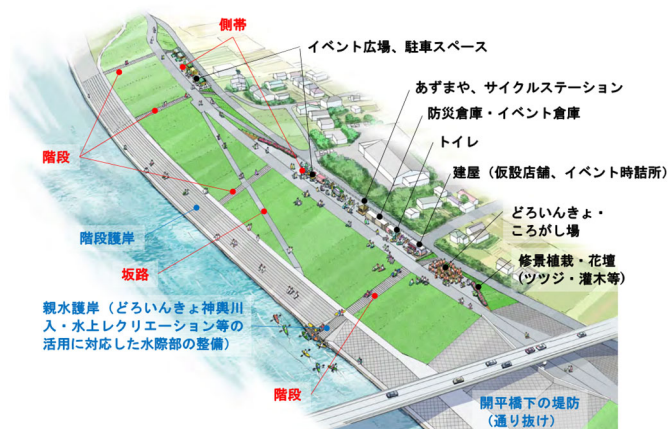 側帯
イベント広場、駐車スペース
あずまや、サイクルステーション
防災倉庫・イベント倉庫
トイレ
階段
建屋（仮設店舗、イベント時詰所）
どろいんきょ・
ころがし場
階段護岸
坂路
修景植栽・花壇
(ツツジ・灌木等)
親水護岸（どろいんきょ神輿川
入・水上レクリエーション等の
活用に対応した水際部の整備）
階段
開平橋下の堤防
（通り抜け）